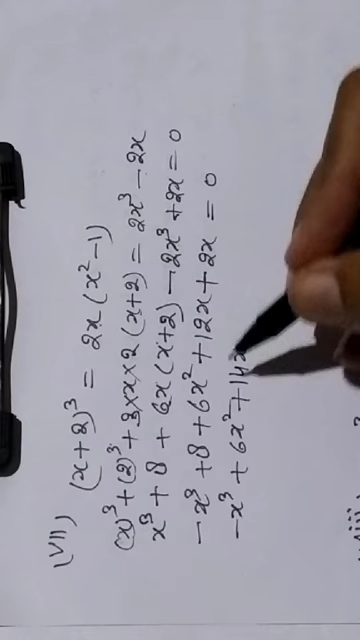 (VII) (x+2)³ = 2x(x²-1)
(x)³+(2)³+3×x×2(x+2) = 2x³-2x
x³+8+6x(x+2)-2x³+2x=0
-x³+8+6x²+12x+2x=0
-x³+6x²+14x